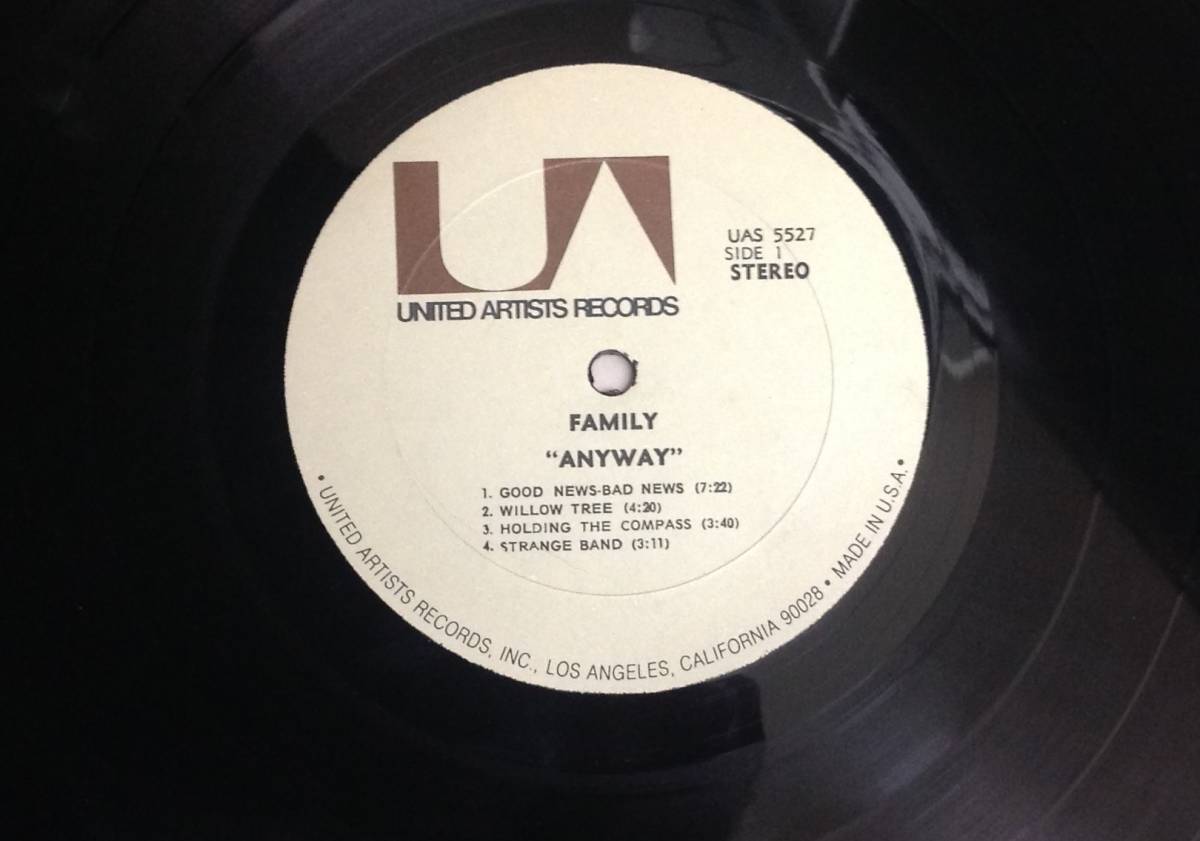 UA
UNITED ARTISTS RECORDS
UAS 5527
SIDE 1
STEREO
FAMILY
“ANYWAY”
1. GOOD NEWS-BAD NEWS (7:22)
2. WILLOW TREE (4:20)
3. HOLDING THE COMPASS (3:40)
4. STRANGE BAND (3:11)
• UNITED ARTISTS RECORDS, INC., LOS ANGELES, CALIFORNIA 90028 • MADE IN U.S.A. •